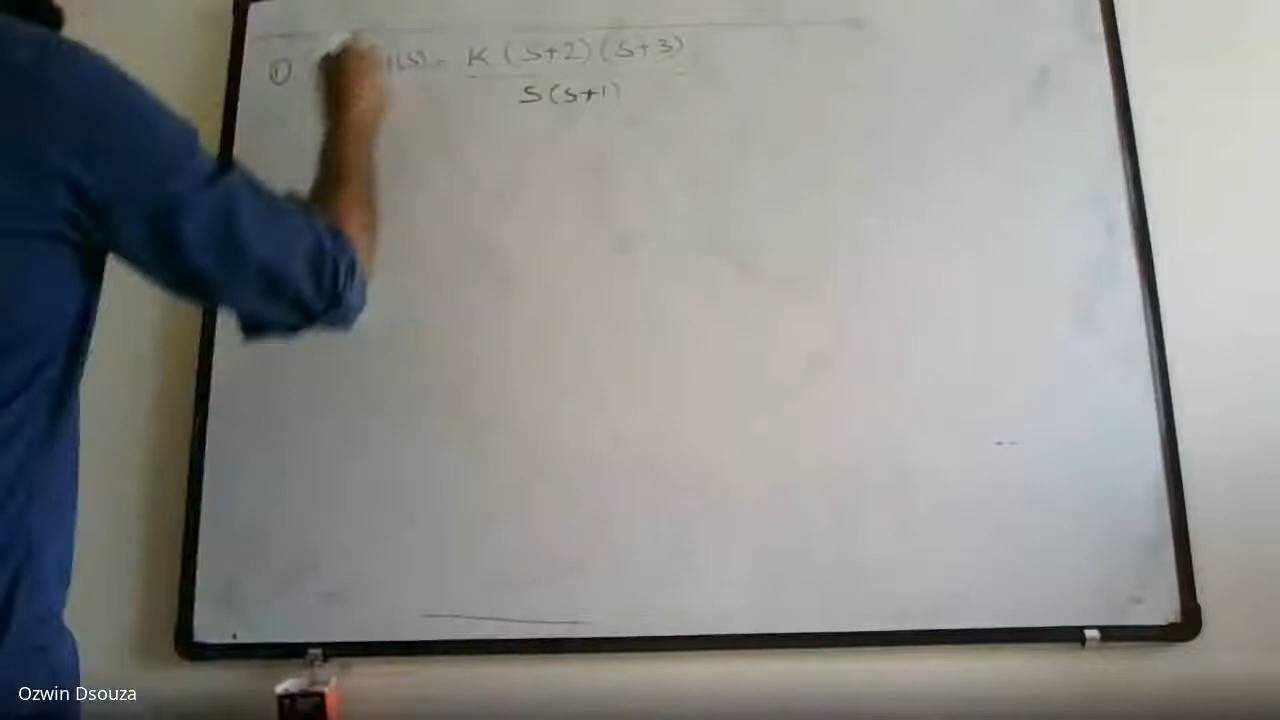 ① H(s) = K (s+2) (s+3)
s(s+1)
Ozwin Dsouza